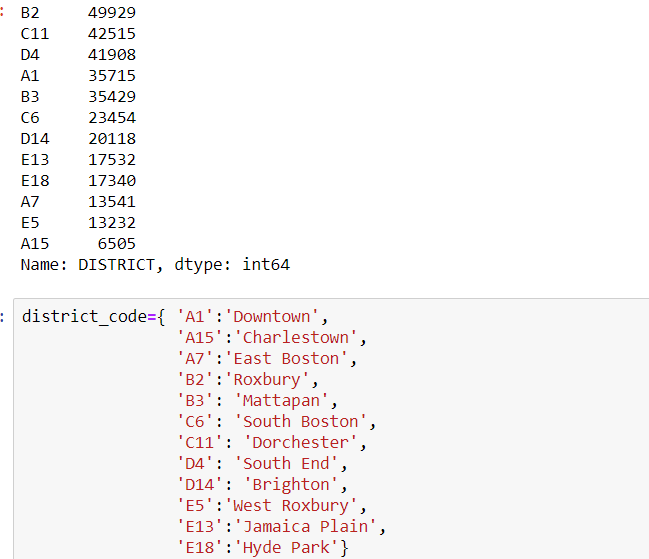 : B2 49929
C11 42515
D4 41908
A1 35715
B3 35429
C6 23454
D14 20118
E13 17532
E18 17340
A7 13541
E5 13232
A15 6505
Name: DISTRICT, dtype: int64
: district_code={ 'A1':'Downtown',
'A15':'Charlestown',
'A7':'East Boston',
'B2':'Roxbury',
'B3': 'Mattapan',
'C6': 'South Boston',
'C11': 'Dorchester',
'D4': 'South End',
'D14': 'Brighton',
'E5':'West Roxbury',
'E13':'Jamaica Plain',
'E18':'Hyde Park'}